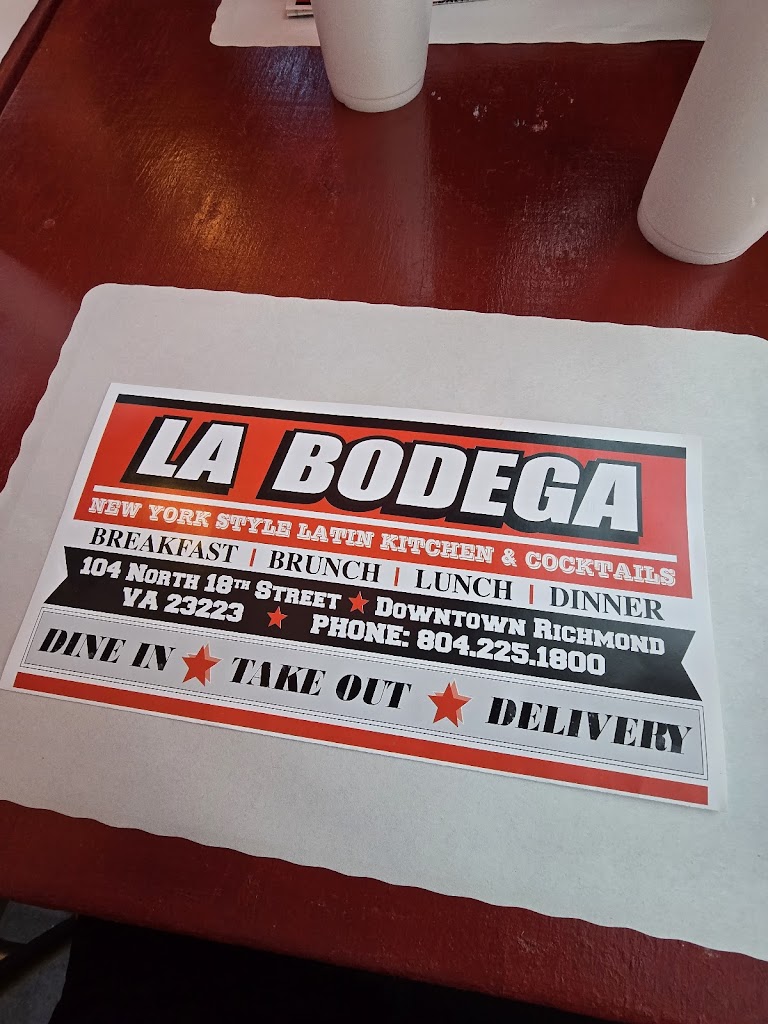 LA BODEGA
NEW YORK STYLE LATIN KITCHEN & COCKTAILS
BREAKFAST | BRUNCH | LUNCH | DINNER
104 NORTH 18TH STREET ★ DOWNTOWN RICHMOND
VA 23223 ★ PHONE: 804.225.1800
DINE IN ★ TAKE OUT ★ DELIVERY